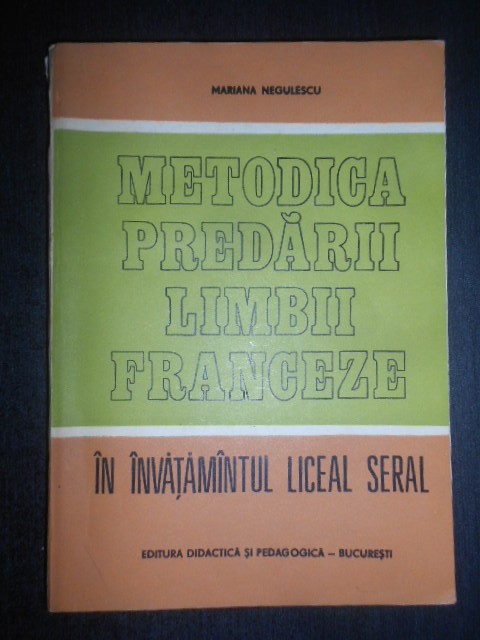 MARIANA NEGULESCU
METODICA
PREDĂRII
LIMBII
FRANCEZE
ÎN ÎNVĂȚĂMÎNTUL LICEAL SERAL
EDITURA DIDACTICĂ ȘI PEDAGOGICĂ – BUCUREȘTI